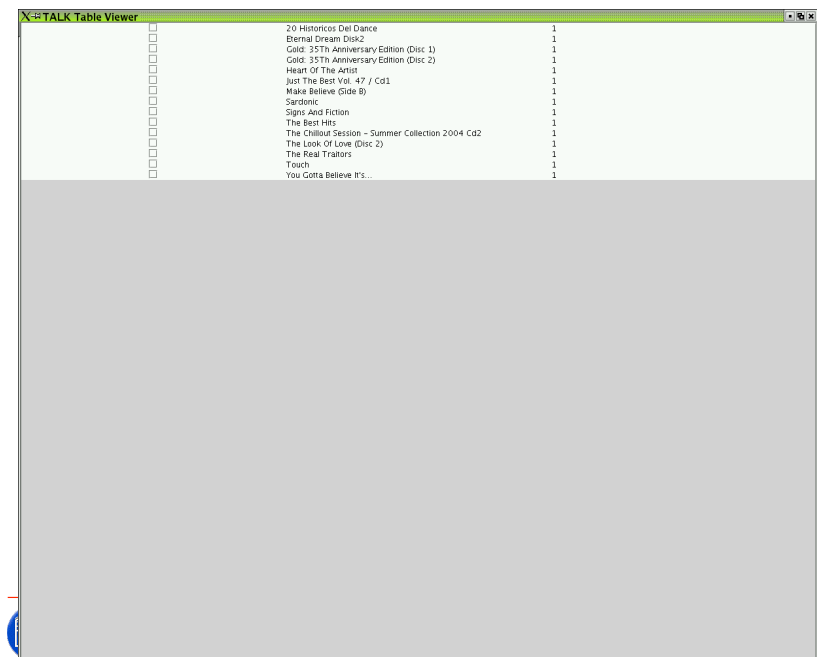 TALK Table Viewer
20 Historicos Del Dance 1
Eternal Dream Disk2 1
Gold: 35Th Anniversary Edition (Disc 1) 1
Gold: 35Th Anniversary Edition (Disc 2) 1
Heart Of The Artist 1
Just The Best Vol. 47 / Cd1 1
Make Believe (Side B) 1
Sardonic 1
Signs And Fiction 1
The Best Hits 1
The Chillout Session – Summer Collection 2004 Cd2 1
The Look Of Love (Disc 2) 1
The Real Traitors 1
Touch 1
You Gotta Believe It's... 1